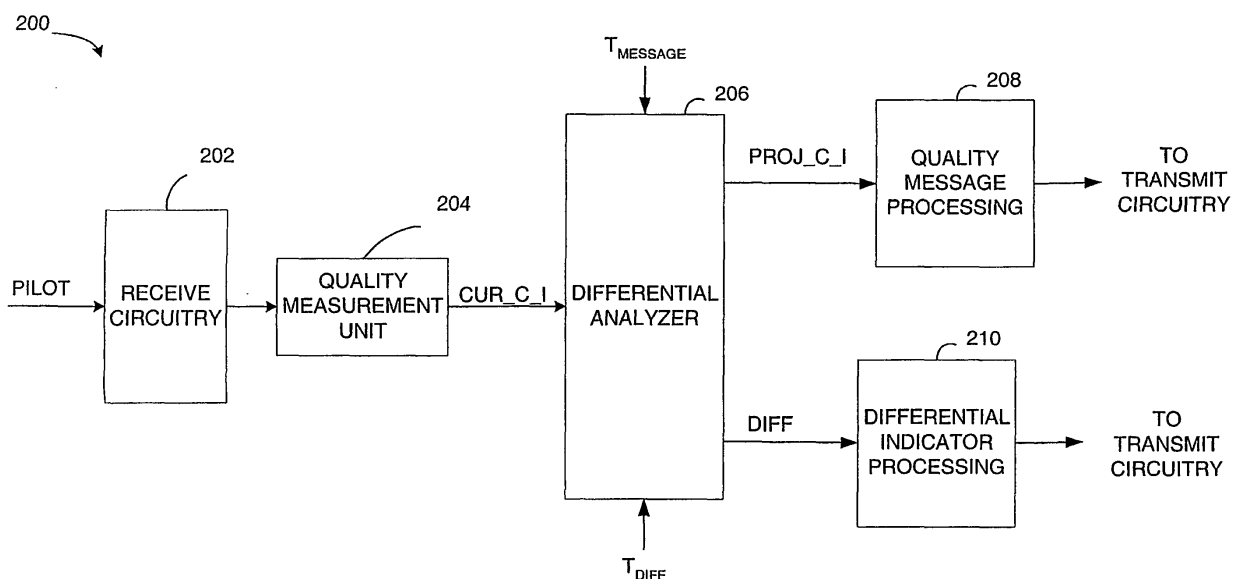 200
T_MESSAGE
206
208
202
204
PILOT
RECEIVE
CIRCUITRY
QUALITY
MEASUREMENT
UNIT
CUR_C_I
DIFFERENTIAL
ANALYZER
PROJ_C_I
QUALITY
MESSAGE
PROCESSING
TO
TRANSMIT
CIRCUITRY
210
DIFF
DIFFERENTIAL
INDICATOR
PROCESSING
TO
TRANSMIT
CIRCUITRY
T_DIFF